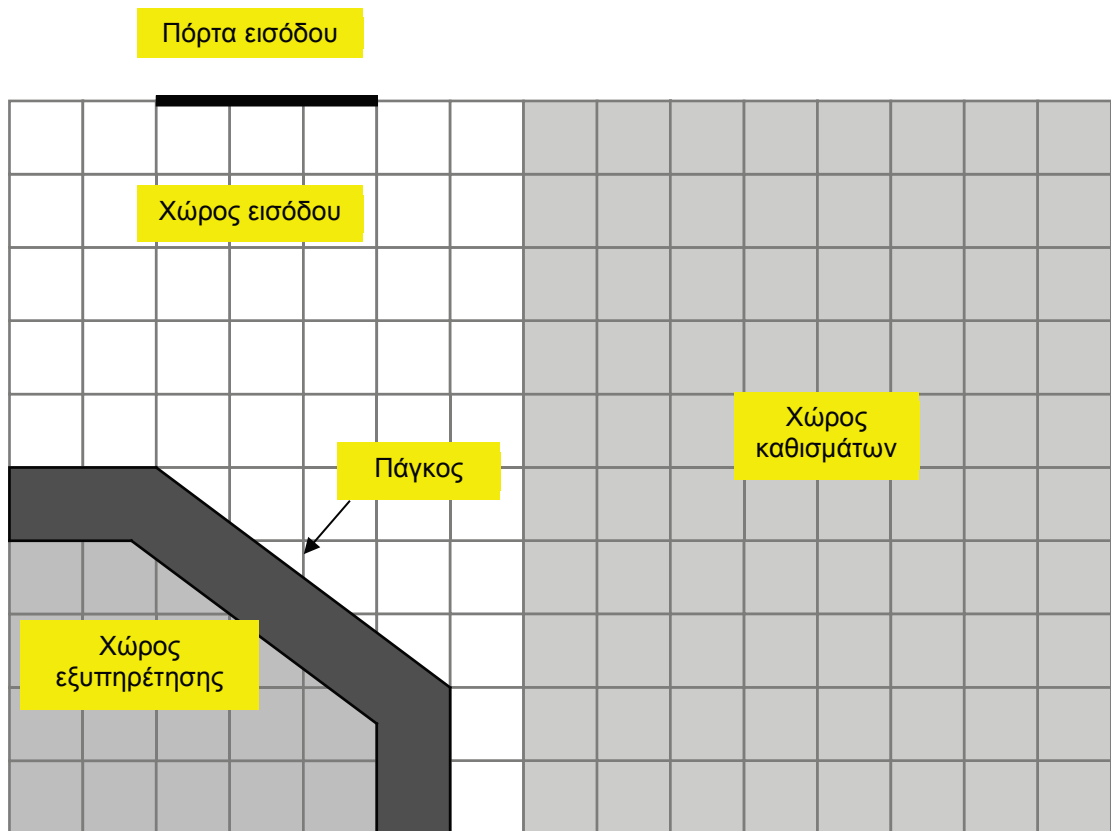 Πόρτα εισόδου
Χώρος εισόδου
Χώρος
καθισμάτων
Πάγκος
Χώρος
εξυπηρέτησης